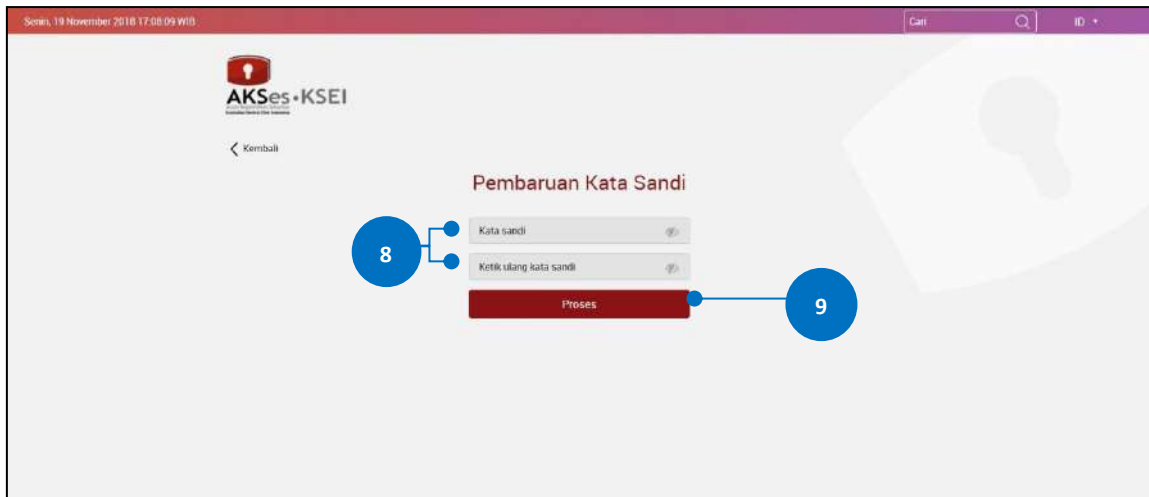 Senin, 19 November 2018 17:08:09 WIB
Cari
ID
AKSes•KSEI
Kembali
Pembaruan Kata Sandi
8
Kata sandi
Ketik ulang kata sandi
Proses
9